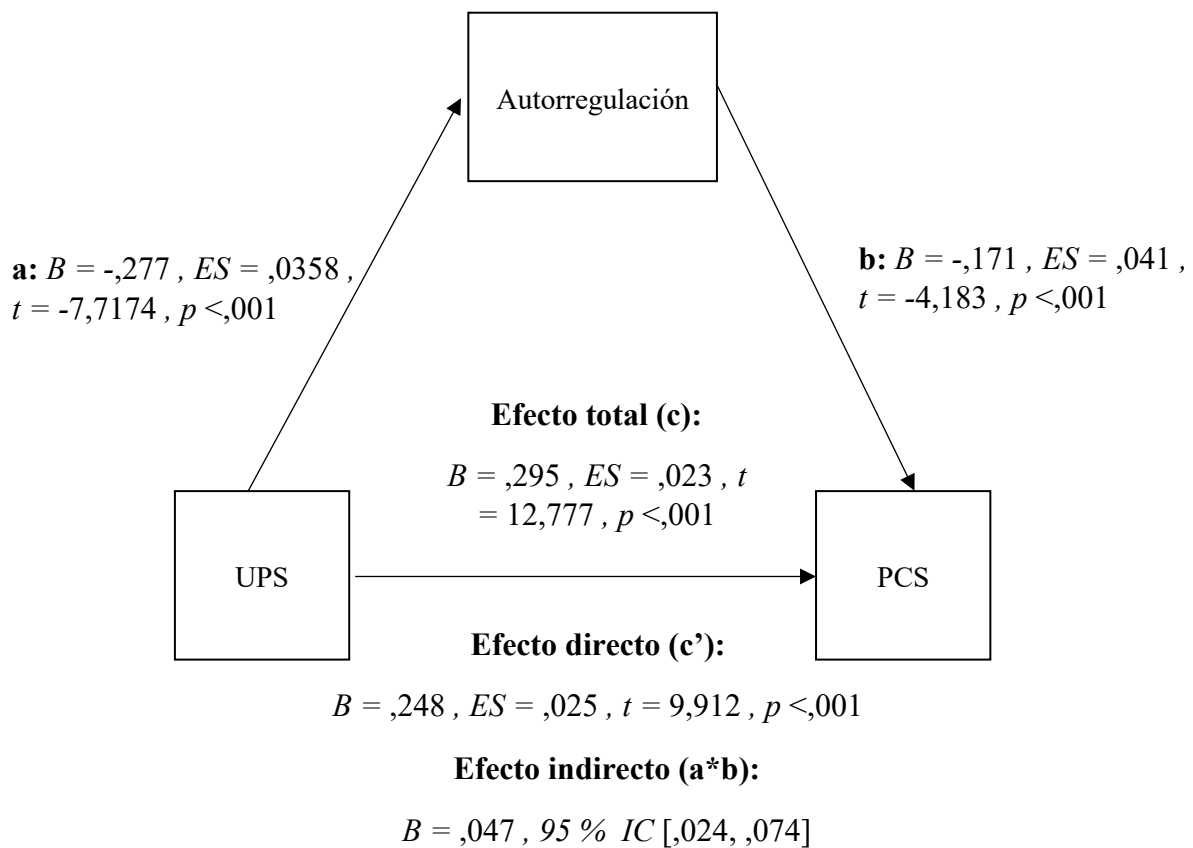 Autorregulación
a: B = -,277 , ES = ,0358 ,
t = -7,7174 , p <,001
b: B = -,171 , ES = ,041 ,
t = -4,183 , p <,001
Efecto total (c):
B = ,295 , ES = ,023 , t
= 12,777 , p <,001
UPS
PCS
Efecto directo (c’):
B = ,248 , ES = ,025 , t = 9,912 , p <,001
Efecto indirecto (a*b):
B = ,047 , 95 % IC [,024, ,074]